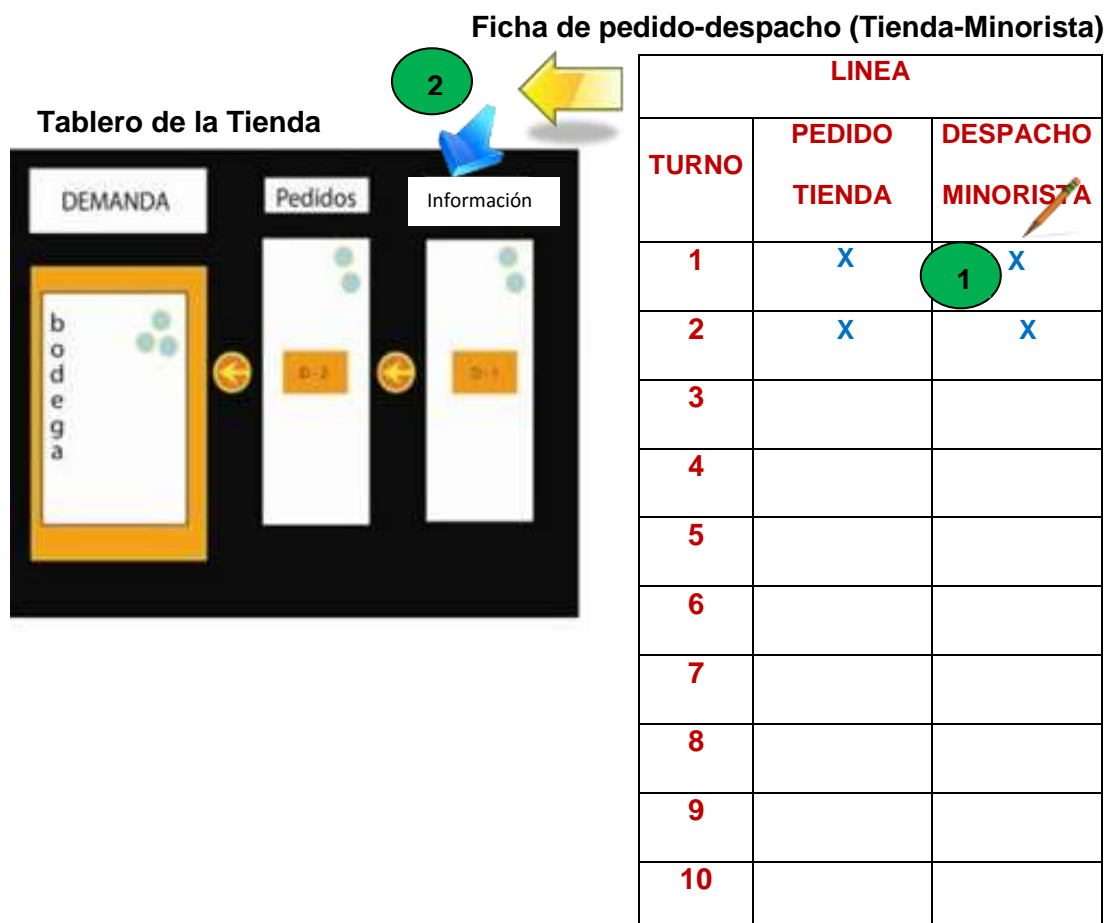 Ficha de pedido-despacho (Tienda-Minorista)
2
Tablero de la Tienda
DEMANDA
Pedidos
Información
b
o
d
e
g
a
LINEA
TURNO
PEDIDO TIENDA
DESPACHO MINORISTA
1 X 1 X
2 X X
3
4
5
6
7
8
9
10